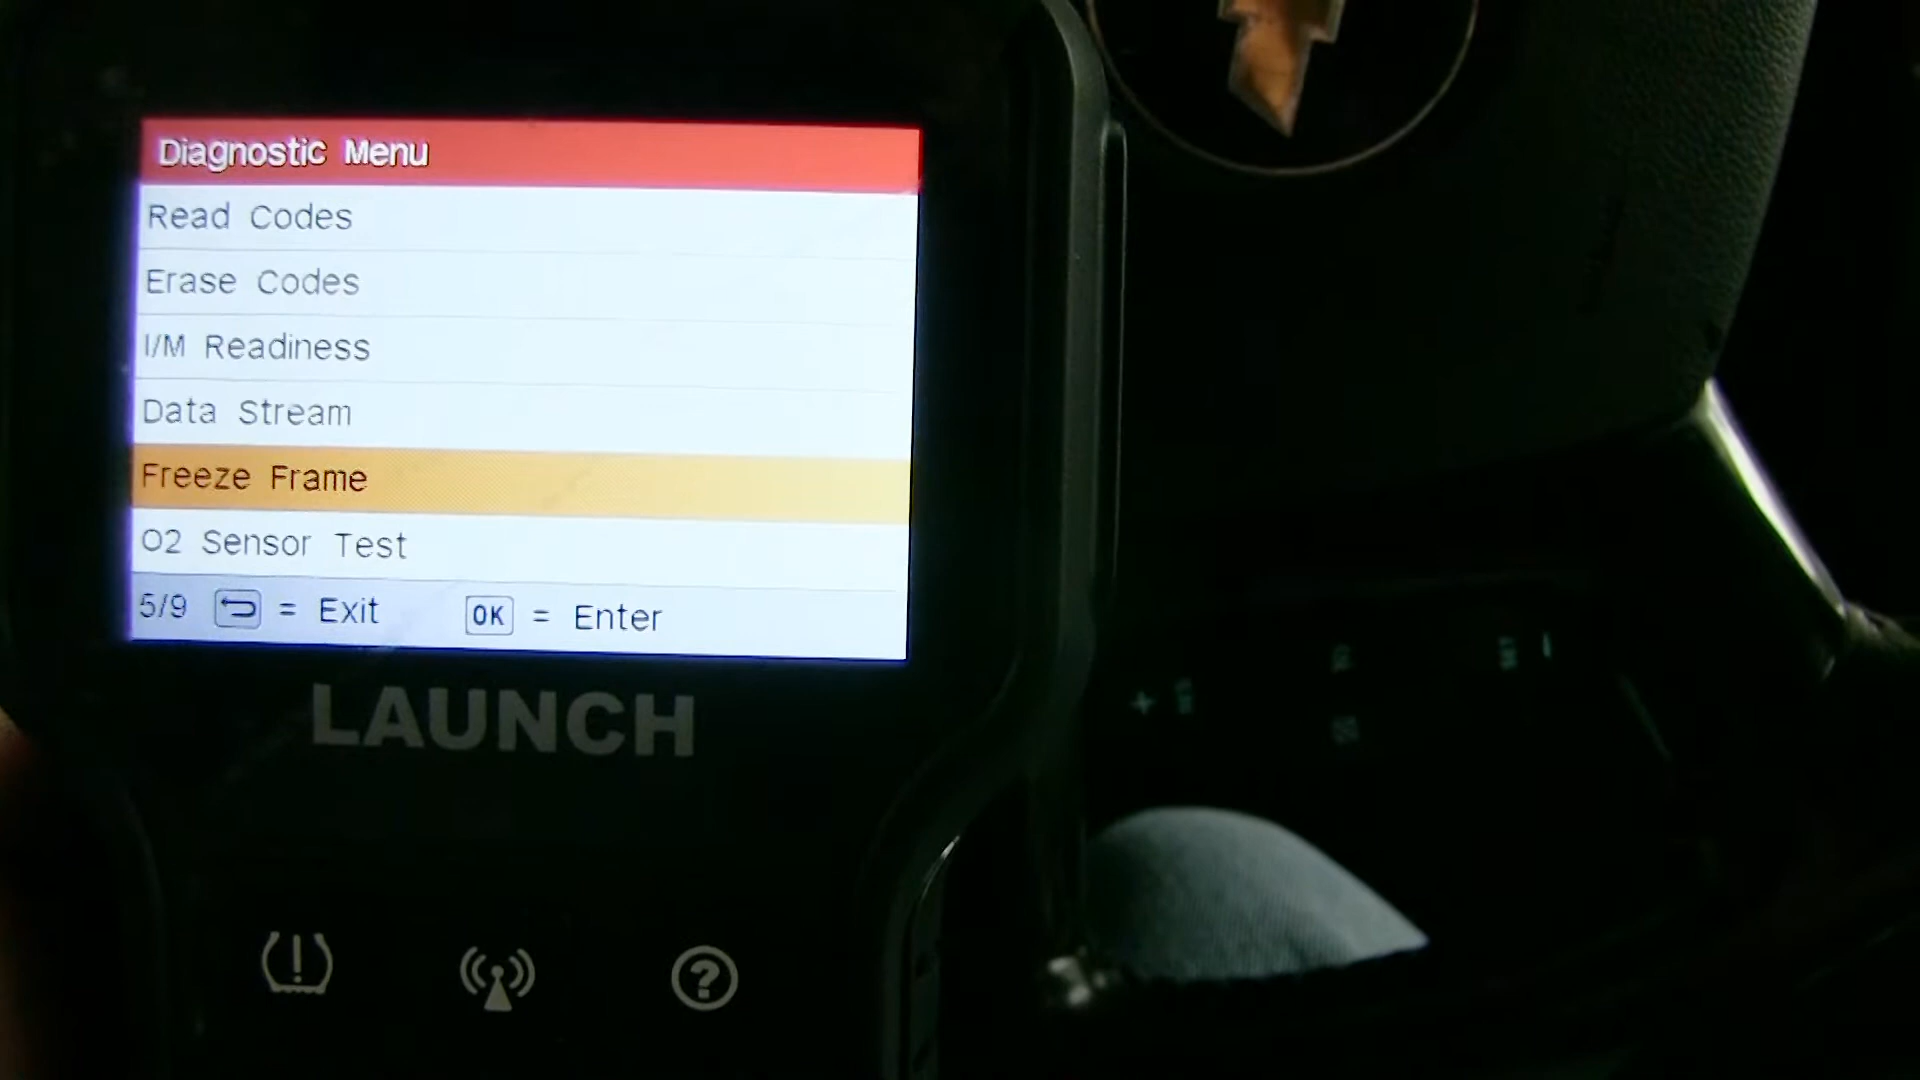 Diagnostic Menu
Read Codes
Erase Codes
I/M Readiness
Data Stream
Freeze Frame
O2 Sensor Test
5/9 = Exit OK = Enter
LAUNCH